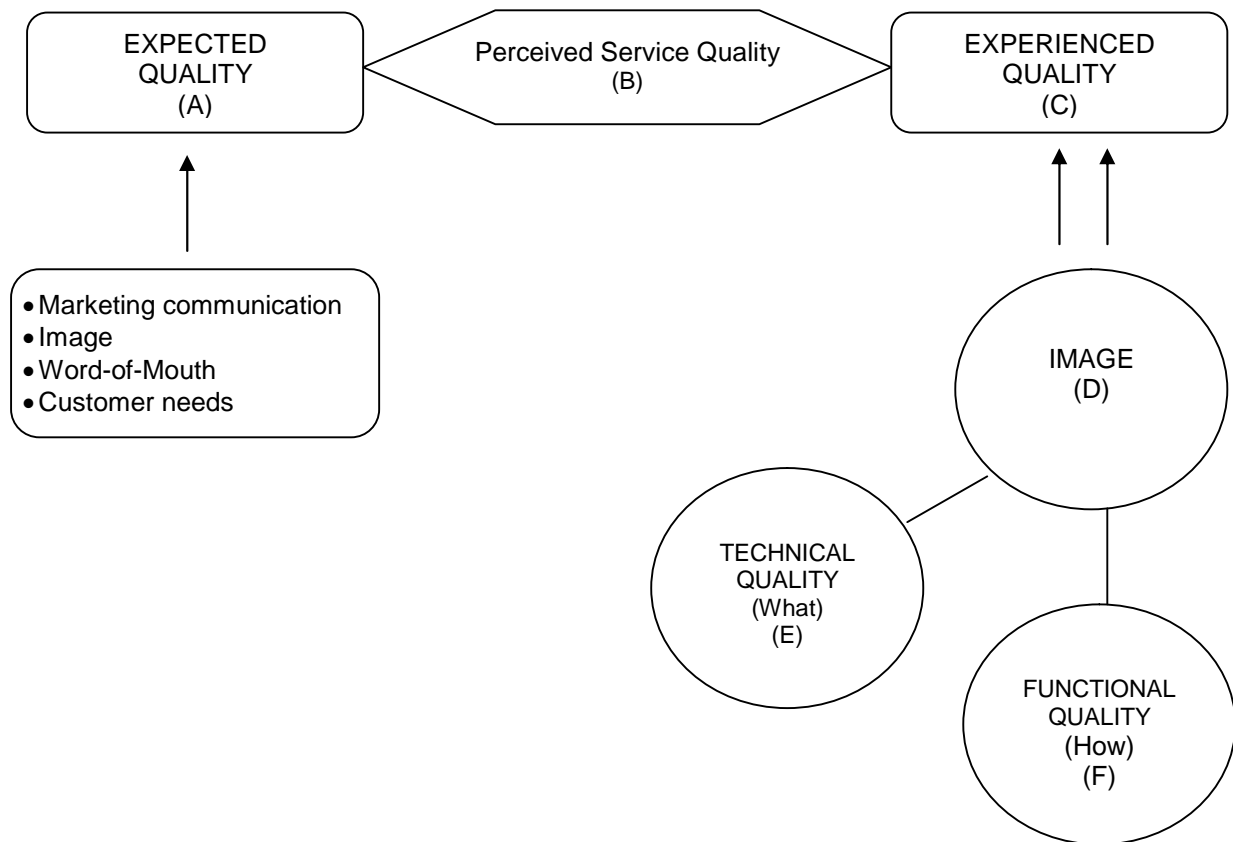 EXPECTED
QUALITY
(A)
Perceived Service Quality
(B)
EXPERIENCED
QUALITY
(C)
•Marketing communication
•Image
•Word-of-Mouth
•Customer needs
IMAGE
(D)
TECHNICAL
QUALITY
(What)
(E)
FUNCTIONAL
QUALITY
(How)
(F)